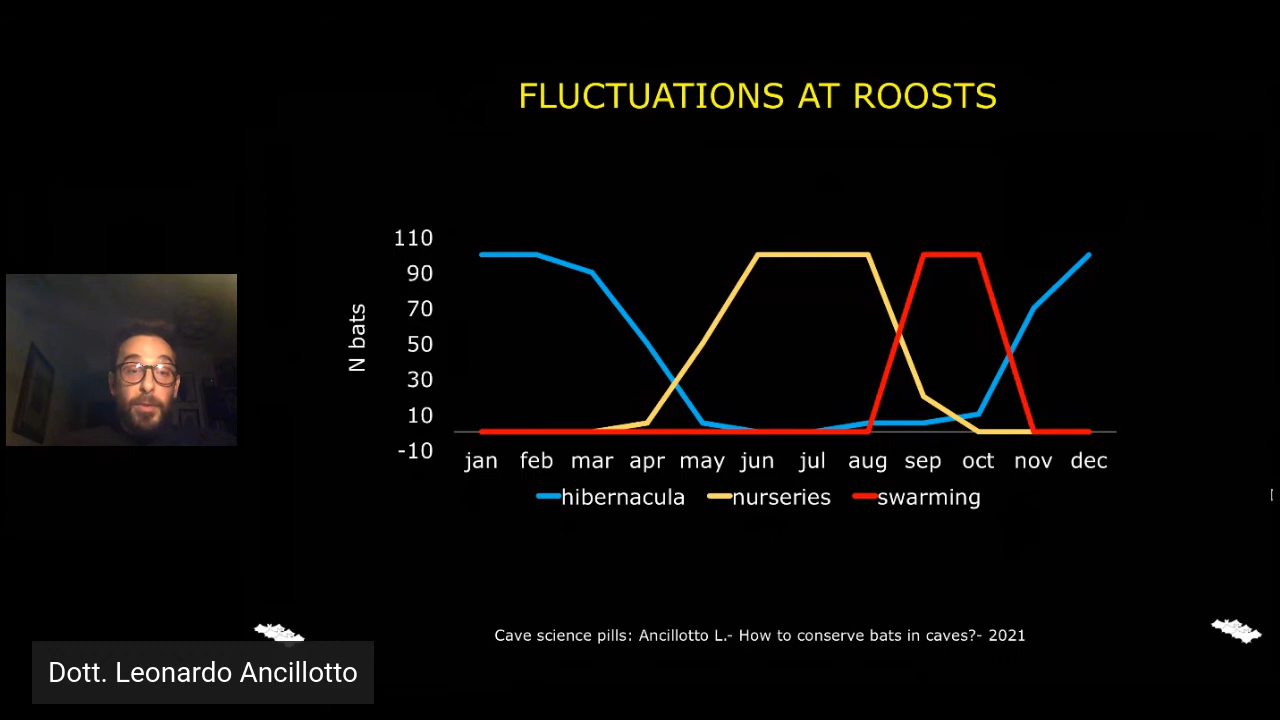 FLUCTUATIONS AT ROOSTS
N bats
110
90
70
50
30
10
-10
jan feb mar apr may jun jul aug sep oct nov dec
hibernacula nurseries swarming
Cave science pills: Ancillotto L.- How to conserve bats in caves?- 2021
Dott. Leonardo Ancillotto